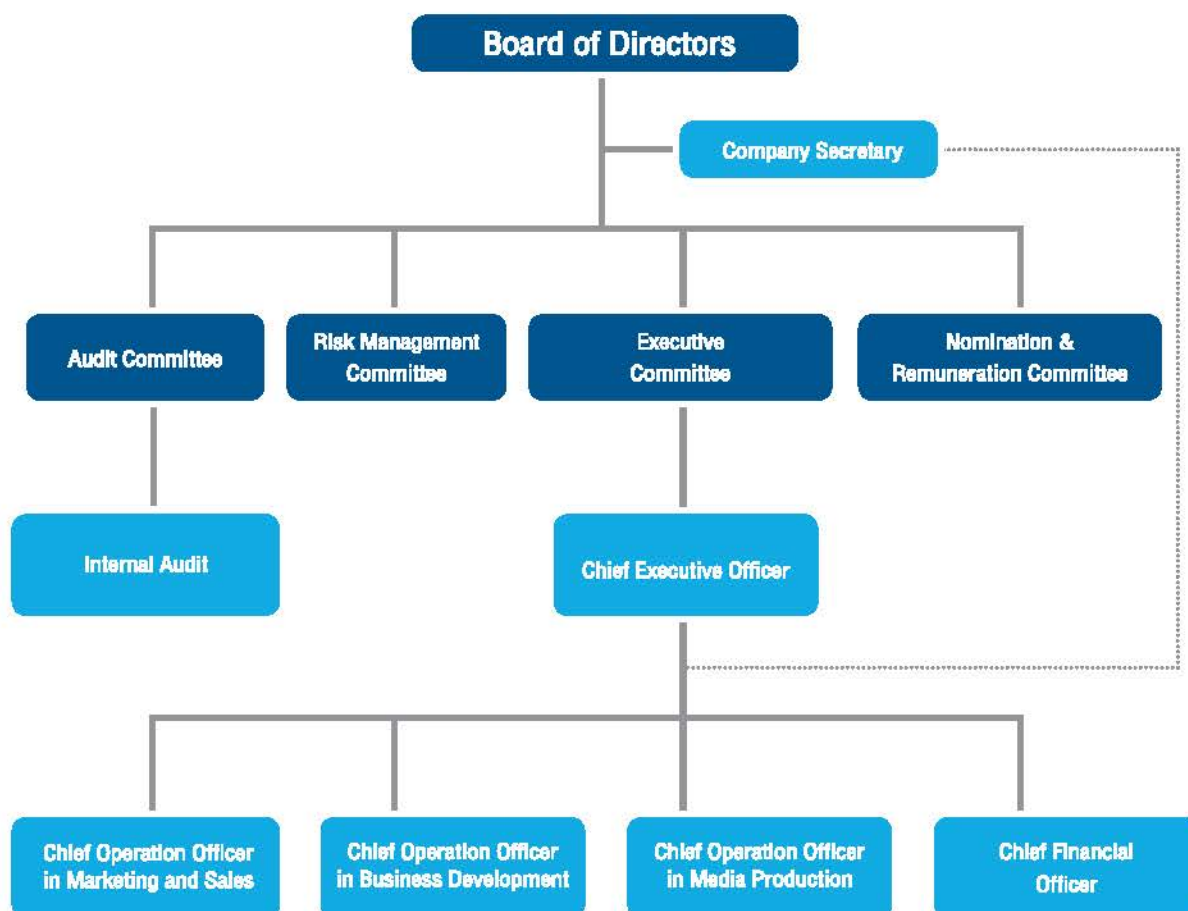 Board of Directors
Company Secretary
Audit Committee
Risk Management
Committee
Executive
Committee
Nomination &
Remuneration Committee
Internal Audit
Chief Executive Officer
Chief Operation Officer
in Marketing and Sales
Chief Operation Officer
in Business Development
Chief Operation Officer
in Media Production
Chief Financial
Officer